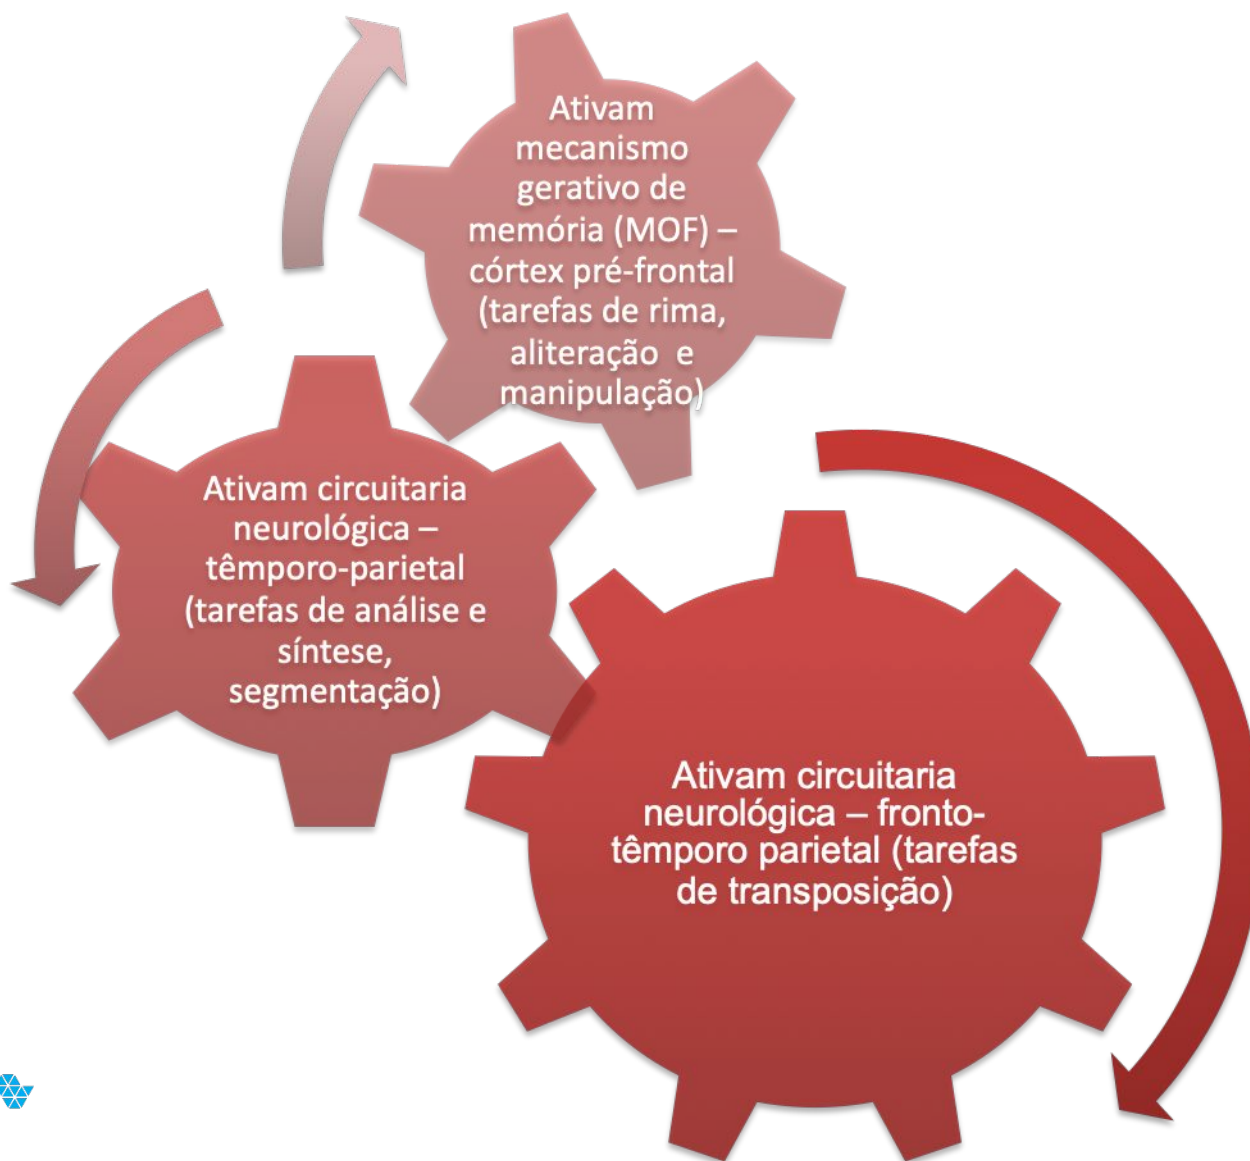 Ativam
mecanismo
gerativo de
memória (MOF) –
córtex pré-frontal
(tarefas de rima,
aliteração e
manipulação)
Ativam circuitaria
neurológica –
têmporo-parietal
(tarefas de análise e
síntese,
segmentação)
Ativam circuitaria
neurológica – fronto-
têmporo parietal (tarefas
de transposição)